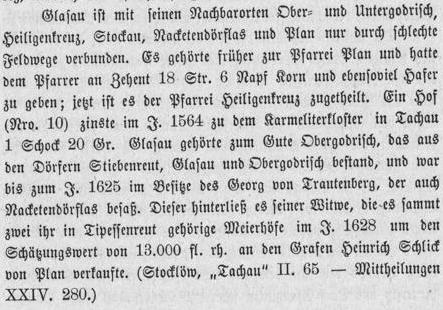 Glasau ist mit seinen Nachbarorten Ober- und Untergodrisch,
Heiligenkreuz, Stockau, Nacketendörflas und Plan nur durch schlechte
Feldwege verbunden. Es gehörte früher zur Pfarrei Plan und hatte
dem Pfarrer an Zehent 18 Str. 6 Napf Korn und ebensoviel Hafer
zu geben; jetzt ist es der Pfarrei Heiligenkreuz zugetheilt. Ein Hof
(Nro. 10) zinste im J. 1564 zu dem Karmeliterkloster in Tachau
1 Schock 20 Gr. Glasau gehörte zum Gute Obergodrisch, das aus
den Dörfern Stiebenreut, Glasau und Obergodrisch bestand, und war
bis zum J. 1625 im Besitze des Georg von Trautenberg, der auch
Nacketendörflas besaß. Dieser hinterließ es seiner Witwe, die es sammt
zwei ihr in Tipessenreut gehörige Meierhöfe im J. 1628 um den
Schätzungswert von 13.000 fl. rh. an den Grafen Heinrich Schlick
von Plan verkaufte. (Stocklöw, „Tachau" II. 65 — Mittheilungen
XXIV. 280.)